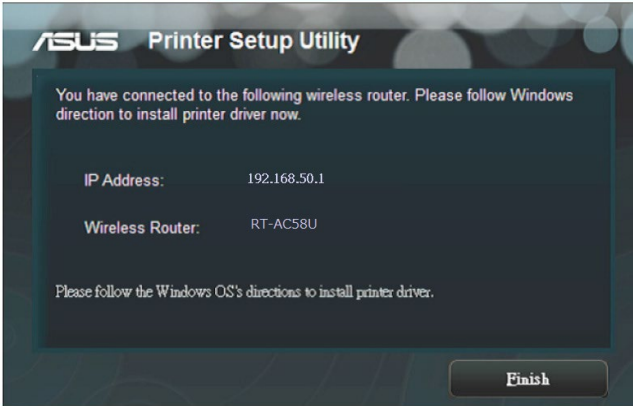 ASUS Printer Setup Utility
You have connected to the following wireless router. Please follow Windows
direction to install printer driver now.
IP Address: 192.168.50.1
Wireless Router: RT-AC58U
Please follow the Windows OS's directions to install printer driver.
Finish